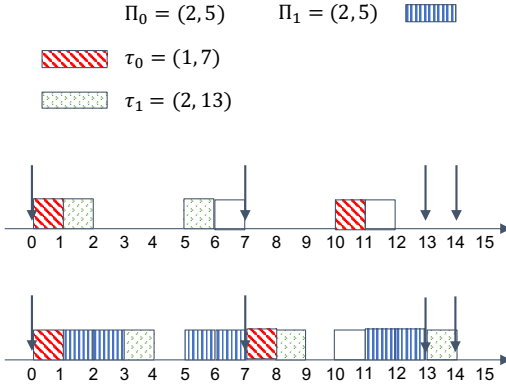 Π₀ = (2, 5) Π₁ = (2, 5)
τ₀ = (1, 7)
τ₁ = (2, 13)
0 1 2 3 4 5 6 7 8 9 10 11 12 13 14 15
0 1 2 3 4 5 6 7 8 9 10 11 12 13 14 15